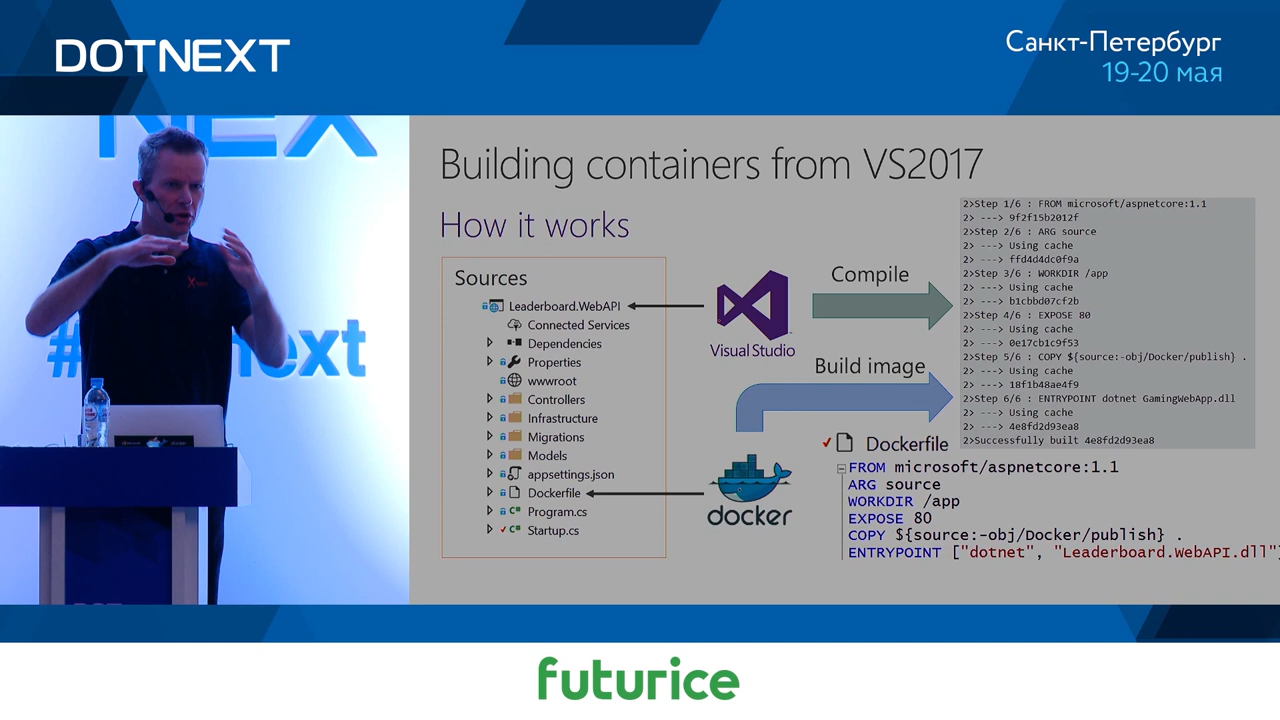 DOTNEXT
Санкт-Петербург
19-20 мая
NEX
#
next
Building containers from VS2017
How it works
Sources
Leaderboard.WebAPI
Connected Services
Dependencies
Properties
wwwroot
Controllers
Infrastructure
Migrations
Models
appsettings.json
Dockerfile
Program.cs
Startup.cs
Visual Studio
docker
Compile
Build image
2>Step 1/6 : FROM microsoft/aspnetcore:1.1
2> ---> 9f2f15b2012f
2>Step 2/6 : ARG source
2> ---> Using cache
2> ---> ffd4d4dc0f9a
2>Step 3/6 : WORKDIR /app
2> ---> Using cache
2> ---> b1cbbd07cf2b
2>Step 4/6 : EXPOSE 80
2> ---> Using cache
2> ---> 0e17cb1c9f53
2>Step 5/6 : COPY ${source:-obj/Docker/publish} .
2> ---> Using cache
2> ---> 18f1b48ae4f9
2>Step 6/6 : ENTRYPOINT dotnet GamingWebApp.dll
2> ---> Using cache
2> ---> 4e8fd2d93ea8
2>Successfully built 4e8fd2d93ea8
Dockerfile
FROM microsoft/aspnetcore:1.1
ARG source
WORKDIR /app
EXPOSE 80
COPY ${source:-obj/Docker/publish} .
ENTRYPOINT ["dotnet", "Leaderboard.WebAPI.dll"]
futurice